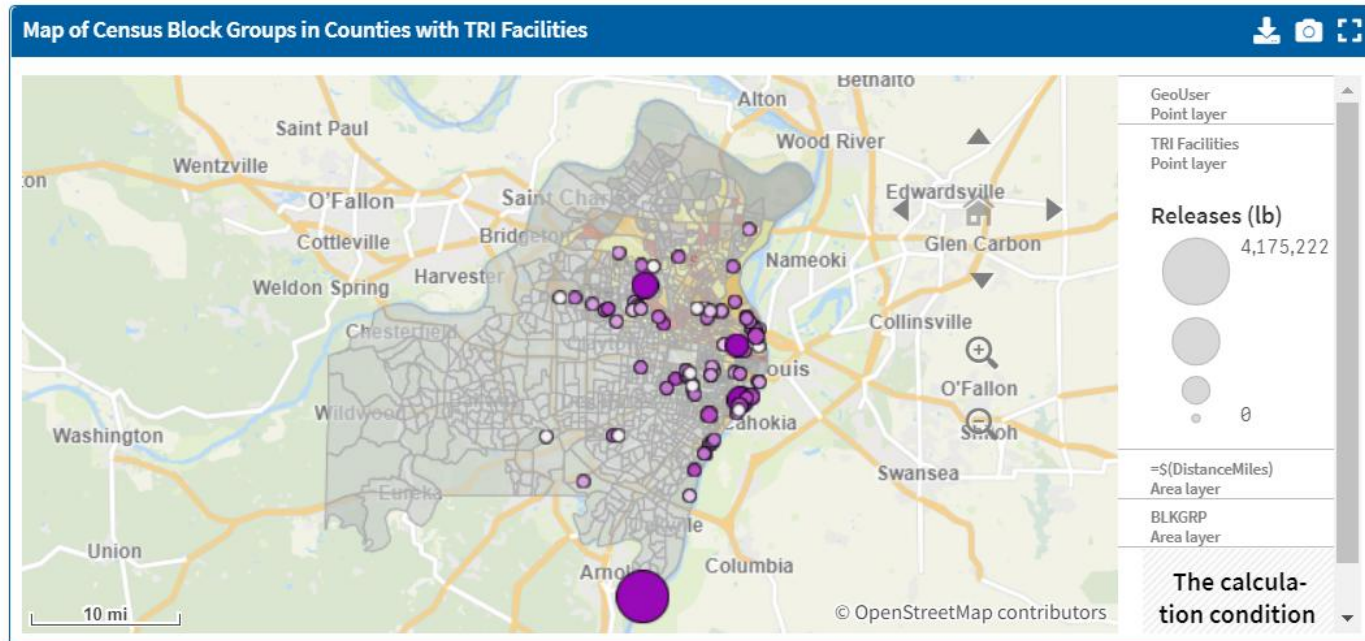 Map of Census Block Groups in Counties with TRI Facilities
Bethalto
Alton
Saint Paul
Wood River
Wentzville
ton
O'Fallon
Saint Charles
Edwardsville
Cottleville
Bridgeton
Glen Carbon
Nameoki
Harvester
Weldon Spring
Chesterfield
Collinsville
Clayton
Louis
O'Fallon
Wildwood
Cahokia
Shiloh
Washington
Swansea
Eureka
Oakville
Union
Columbia
Arnold
10 mi
© OpenStreetMap contributors
GeoUser
Point layer
TRI Facilities
Point layer
Releases (lb)
4,175,222
0
=$(DistanceMiles)
Area layer
BLKGRP
Area layer
The calcula-
tion condition